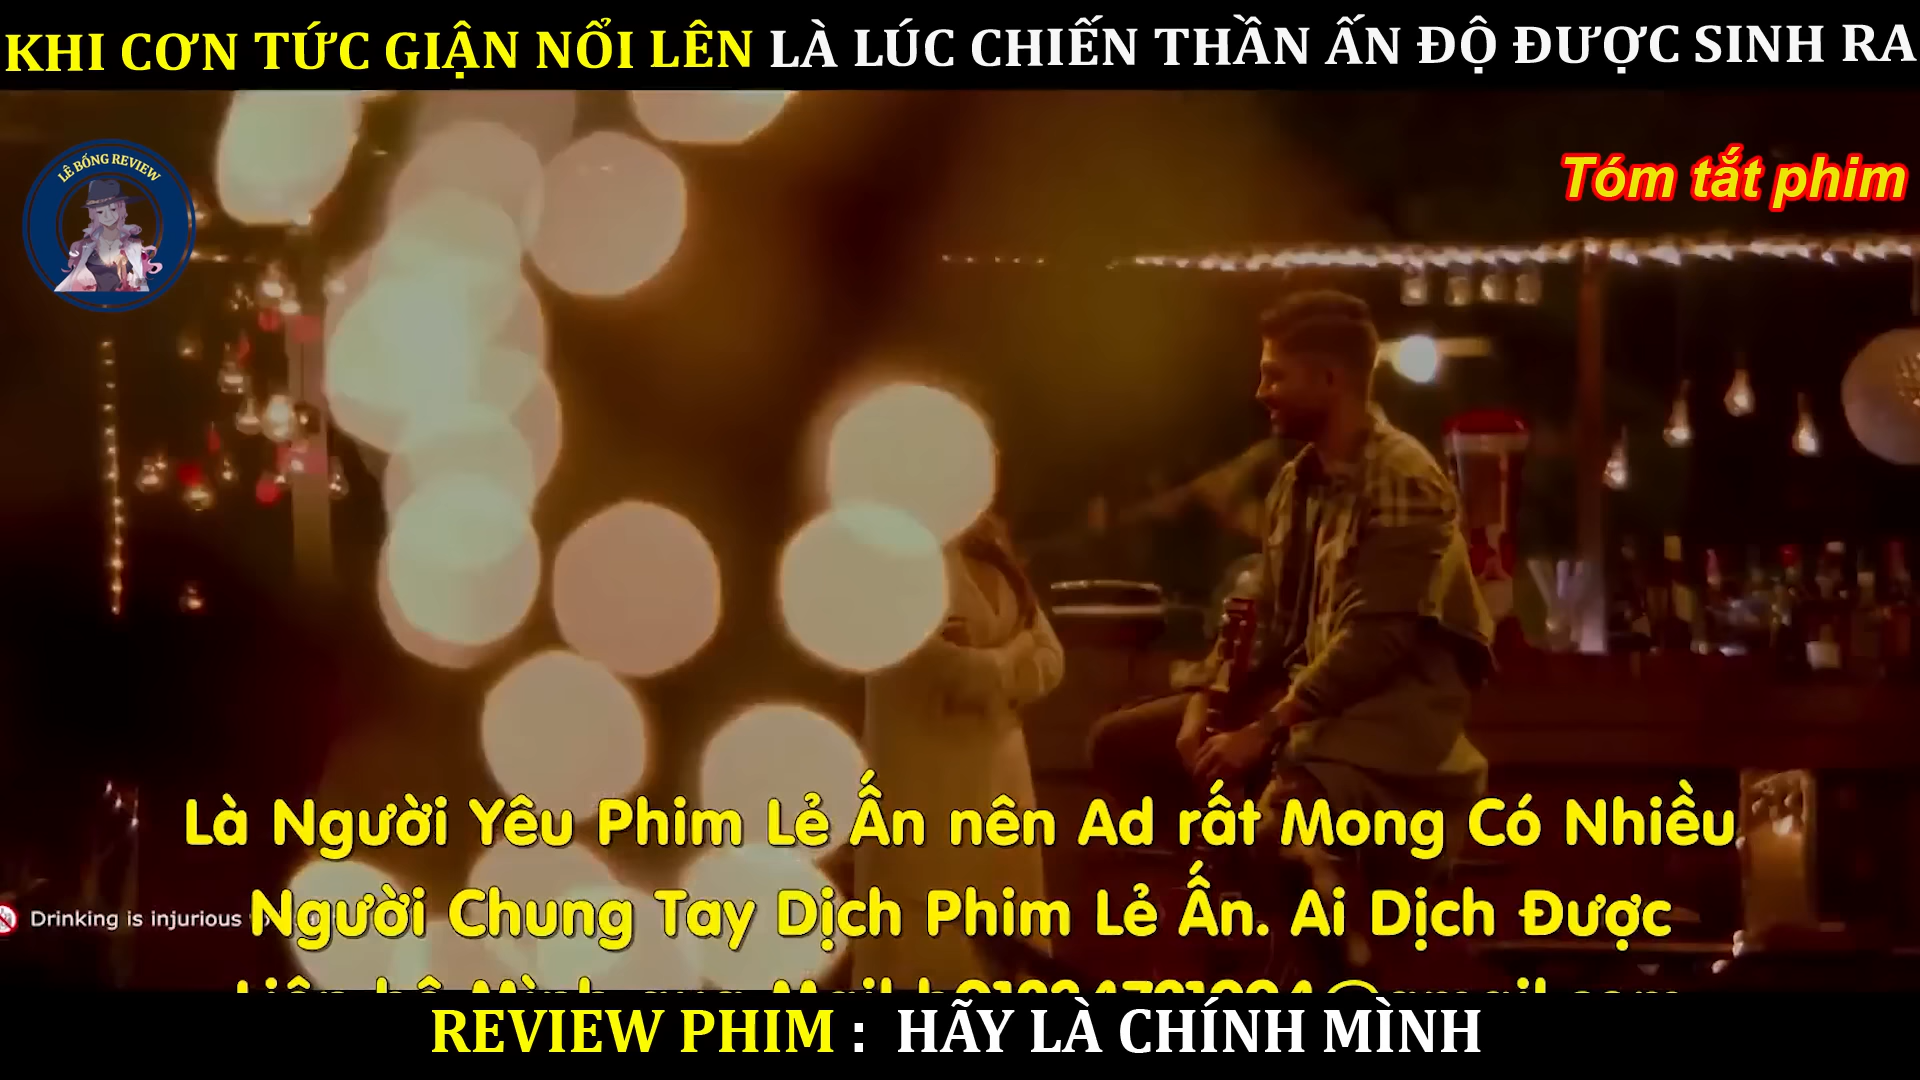 KHI CƠN TỨC GIẬN NỔI LÊN LÀ LÚC CHIẾN THẦN ẤN ĐỘ ĐƯỢC SINH RA
LÊ BỐNG REVIEW
Tóm tắt phim
Là Người Yêu Phim Lẻ Ấn nên Ad rất Mong Có Nhiều
Người Chung Tay Dịch Phim Lẻ Ấn. Ai Dịch Được
Drinking is injurious
REVIEW PHIM : HÃY LÀ CHÍNH MÌNH